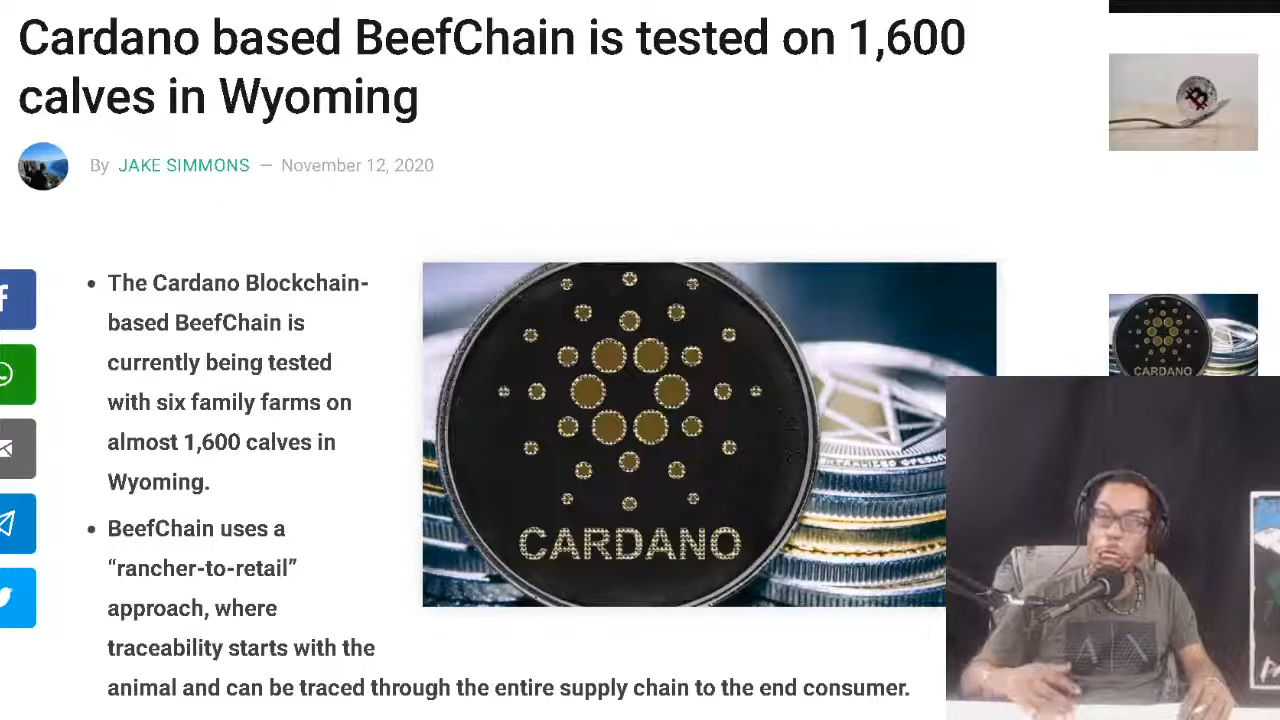 Cardano based BeefChain is tested on 1,600
calves in Wyoming
By JAKE SIMMONS — November 12, 2020
• The Cardano Blockchain-
based BeefChain is
currently being tested
with six family farms on
almost 1,600 calves in
Wyoming.
• BeefChain uses a
“rancher-to-retail”
approach, where
traceability starts with the
animal and can be traced through the entire supply chain to the end consumer.
CARDANO
CARDANO